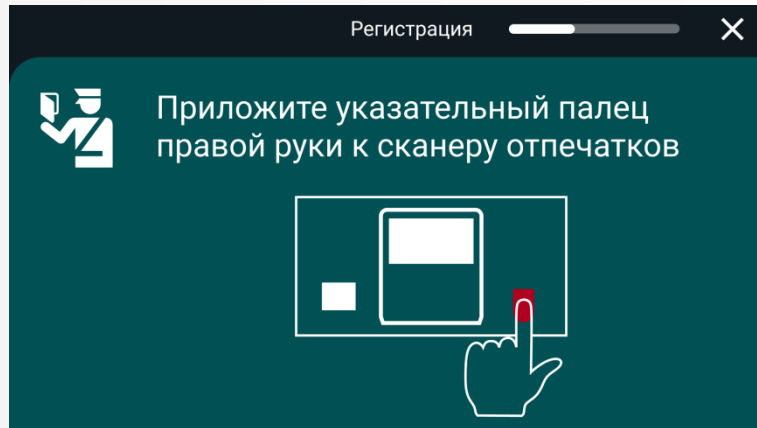 Регистрация
Приложите указательный палец
правой руки к сканеру отпечатков